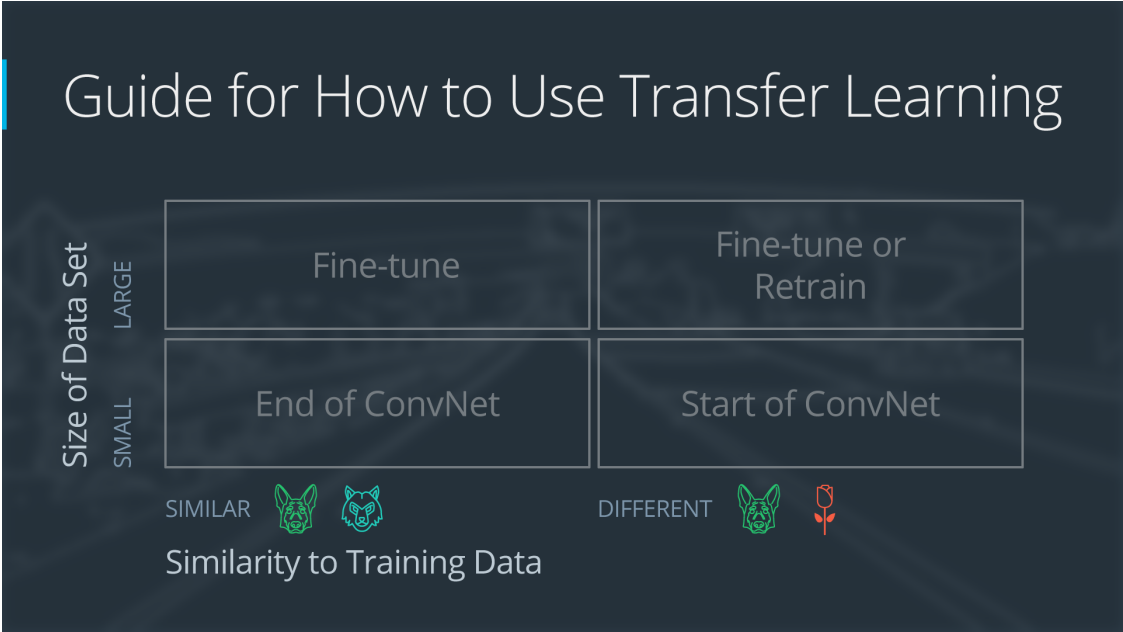 Guide for How to Use Transfer Learning
Size of Data Set
LARGE
SMALL
Fine-tune
Fine-tune or
Retrain
End of ConvNet
Start of ConvNet
SIMILAR
DIFFERENT
Similarity to Training Data